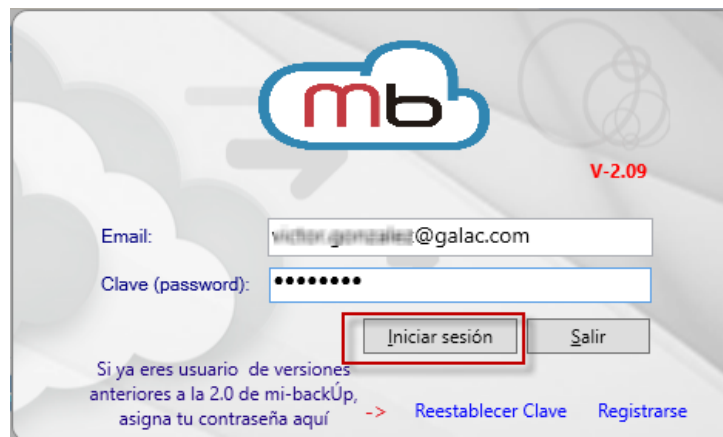 mb
V-2.09
Email: @galac.com
Clave (password): ••••••••
Iniciar sesión Salir
Si ya eres usuario de versiones
anteriores a la 2.0 de mi-backÚp,
asigna tu contraseña aquí -> Reestablecer Clave Registrarse